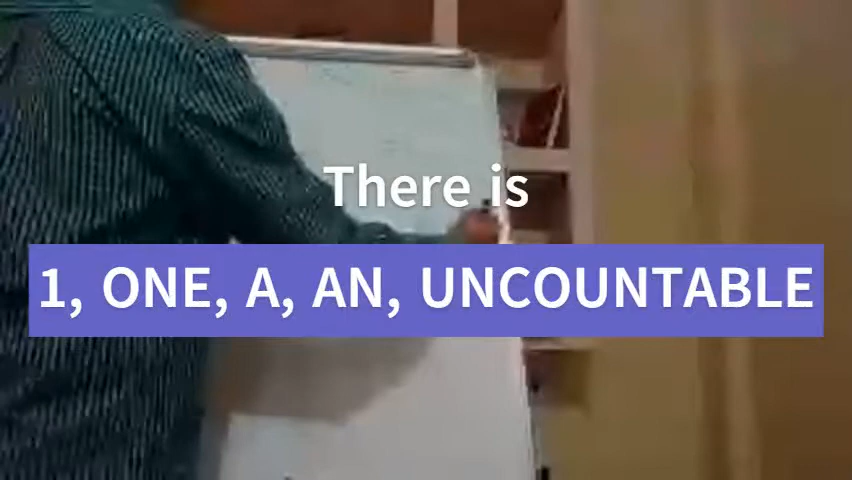 There is
1, ONE, A, AN, UNCOUNTABLE